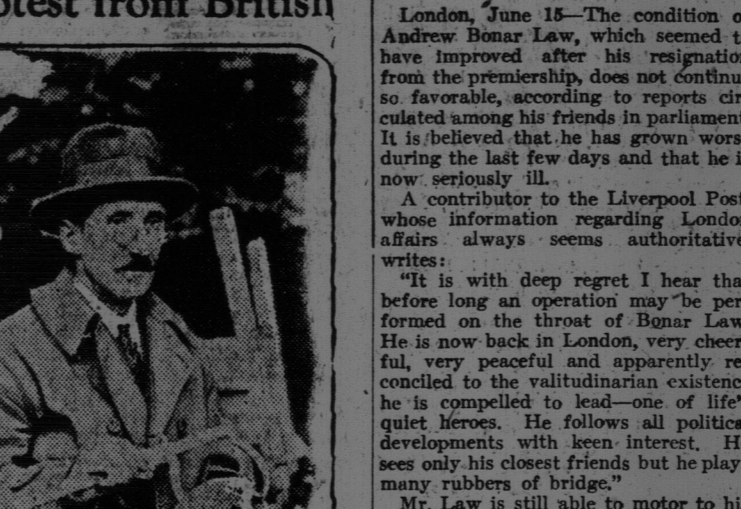 test from British
London, June 15—The condition o
Andrew Bonar Law, which seemed t
have improved after his resignatio
from the premiership, does not continu
so favorable, according to reports cir
culated among his friends in parliament
It is believed that he has grown wors
during the last few days and that he i
now seriously ill.
A contributor to the Liverpool Post
whose information regarding Londo
affairs always seems authoritative
writes:
"It is with deep regret I hear tha
before long an operation may be per
formed on the throat of Bonar Law
He is now back in London, very cheer
ful, very peaceful and apparently re
conciled to the valitudinarian existenc
he is compelled to lead—one of life'
quiet heroes. He follows all politica
developments with keen interest. H
sees only his closest friends but he play
many rubbers of bridge."
Mr. Law is still able to motor to hi